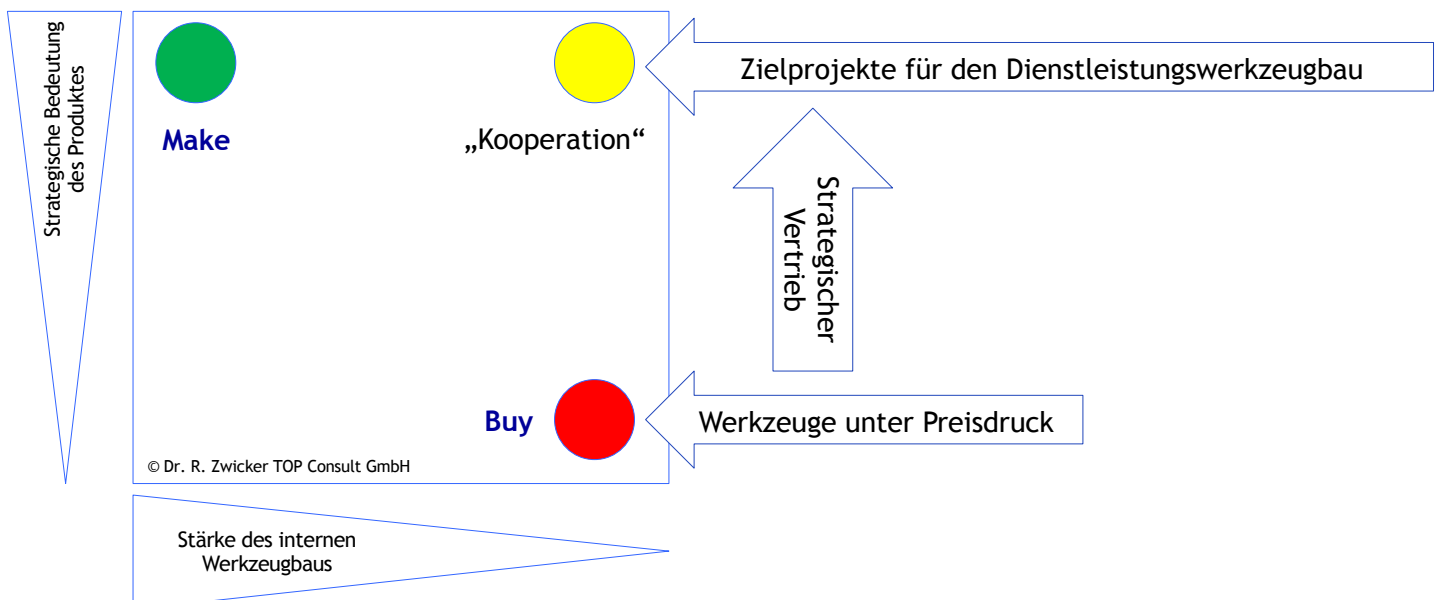 Strategische Bedeutung
des Produktes
Make
„Kooperation“
Zielprojekte für den Dienstleistungswerkzeugbau
Strategischer
Vertrieb
Buy
Werkzeuge unter Preisdruck
© Dr. R. Zwicker TOP Consult GmbH
Stärke des internen
Werkzeugbaus